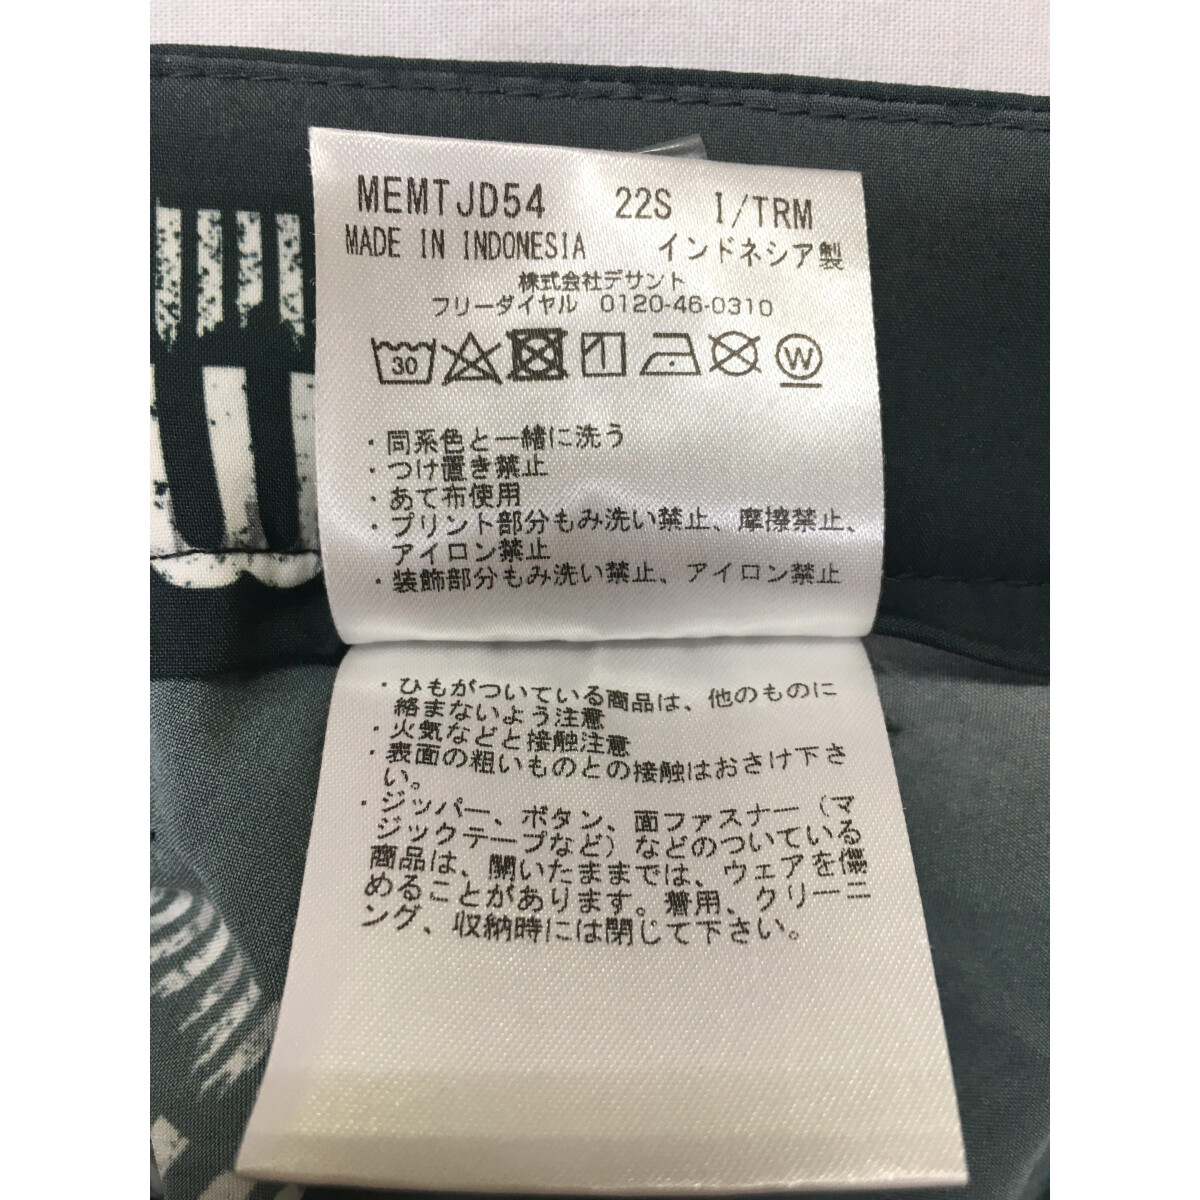 MEMTJD54 22S I/TRM
MADE IN INDONESIA インドネシア製
株式会社デサント
フリーダイヤル 0120-46-0310
30 W
・同系色と一緒に洗う
・つけ置き禁止
・あて布使用
・プリント部分もみ洗い禁止、摩擦禁止、
アイロン禁止
・装飾部分もみ洗い禁止、アイロン禁止
・ひもがついている商品は、他のものに
絡まないよう注意
・火気などと接触注意
・表面の粗いものとの接触はおさけ下さ
い。
・ジッパー、ボタン、面ファスナー（マ
ジックテープなど）などのついている
商品は、開いたままでは、ウェアを傷
めることがあります。着用、クリーニ
ング、収納時には閉じて下さい。